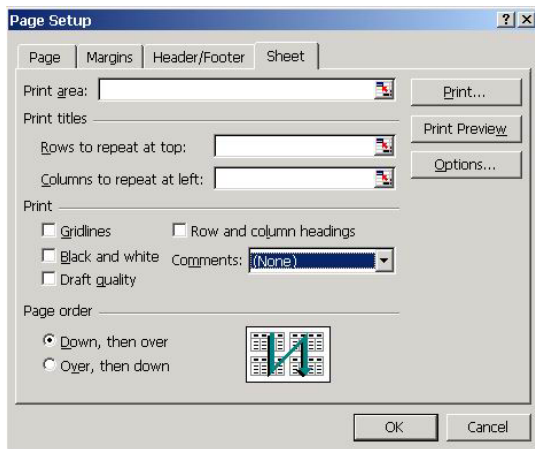 Page Setup
Page Margins Header/Footer Sheet
Print area:
Print...
Print titles
Print Preview
Rows to repeat at top:
Options...
Columns to repeat at left:
Print
Gridlines Row and column headings
Black and white Comments: (None)
Draft quality
Page order
Down, then over
Over, then down
OK Cancel